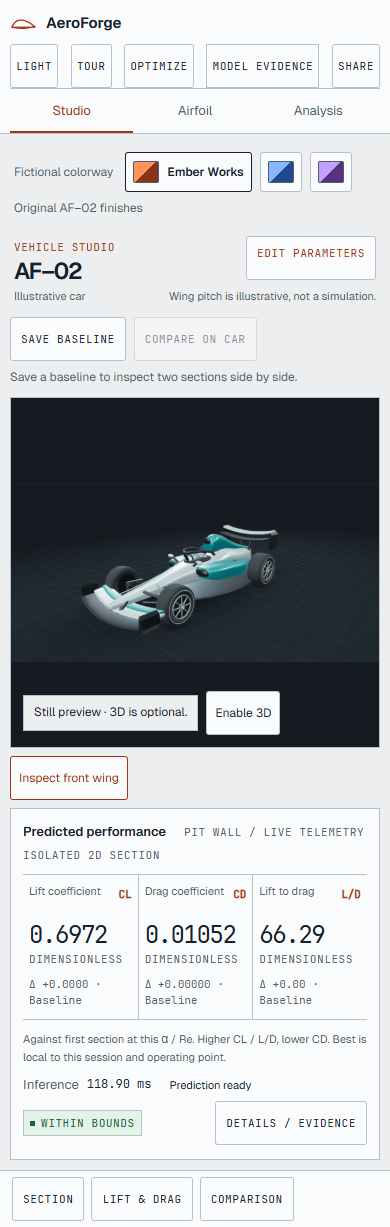 AeroForge
LIGHT TOUR OPTIMIZE MODEL EVIDENCE SHARE
Studio Airfoil Analysis
Fictional colorway Ember Works
Original AF–02 finishes
VEHICLE STUDIO
AF–02
EDIT PARAMETERS
Illustrative car Wing pitch is illustrative, not a simulation.
SAVE BASELINE COMPARE ON CAR
Save a baseline to inspect two sections side by side.
Still preview · 3D is optional. Enable 3D
Inspect front wing
Predicted performance PIT WALL / LIVE TELEMETRY
ISOLATED 2D SECTION
Lift coefficient CL Drag coefficient CD Lift to drag L/D
0.6972 0.01052 66.29
DIMENSIONLESS DIMENSIONLESS DIMENSIONLESS
Δ +0.0000 · Δ +0.00000 · Δ +0.00 ·
Baseline Baseline Baseline
Against first section at this α / Re. Higher CL / L/D, lower CD. Best is
local to this session and operating point.
Inference 118.90 ms Prediction ready
WITHIN BOUNDS DETAILS / EVIDENCE
SECTION LIFT & DRAG COMPARISON